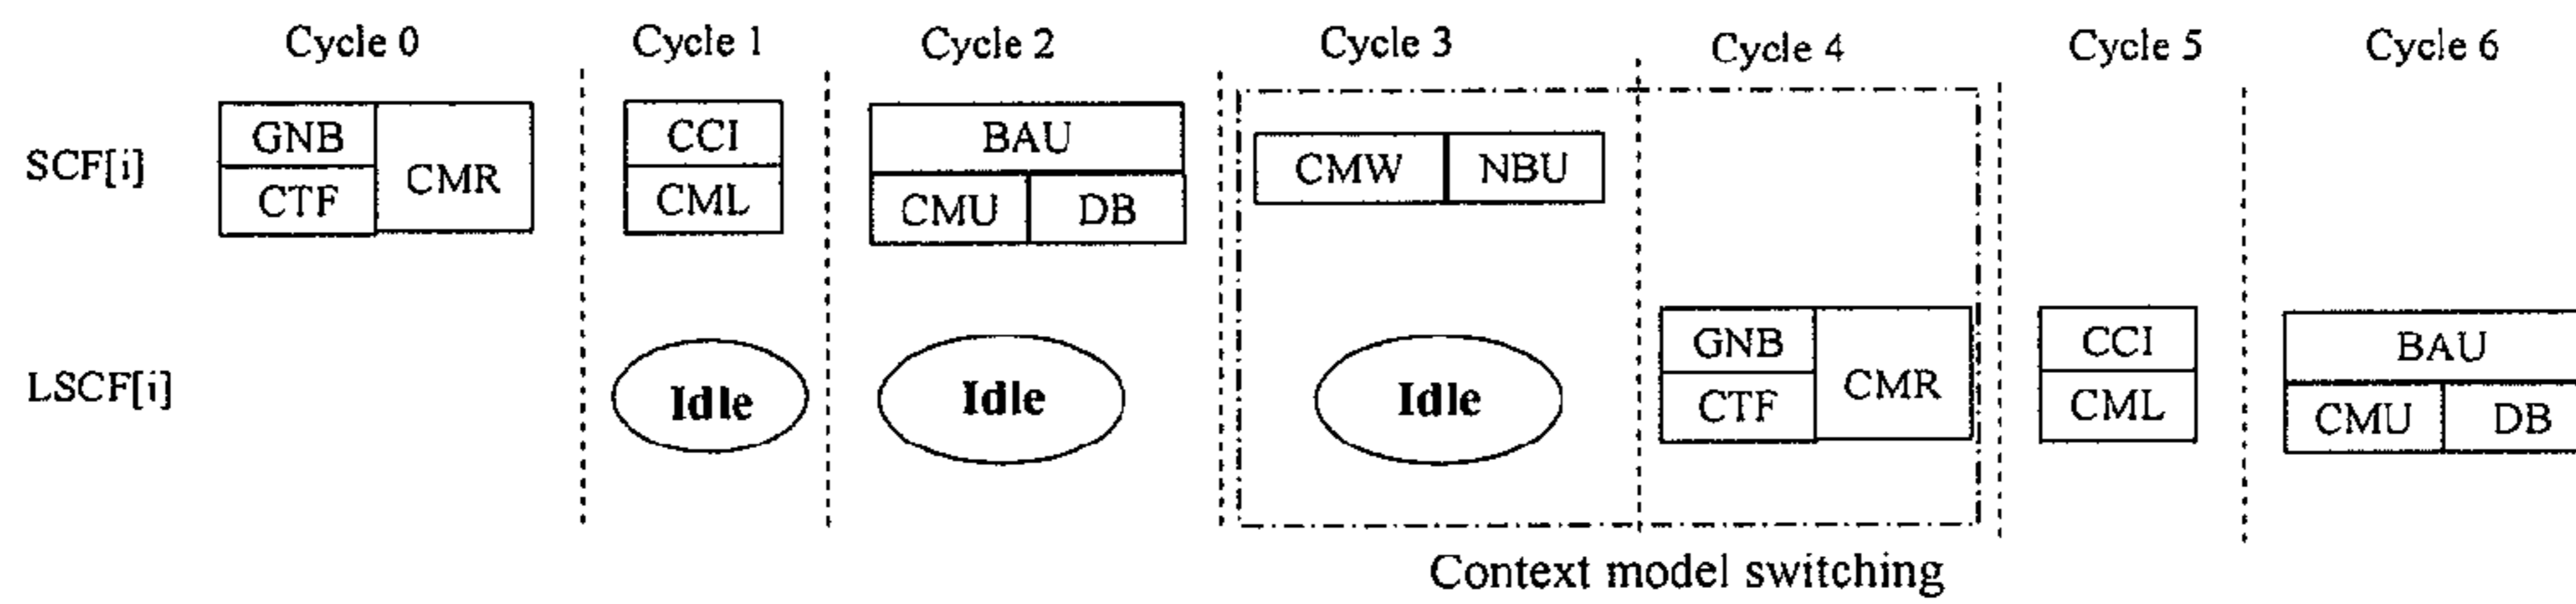 Cycle 0 Cycle 1 Cycle 2 Cycle 3 Cycle 4 Cycle 5 Cycle 6
SCF[i]
GNB
CTF
CMR
CCI
CML
BAU
CMU DB
CMW NBU
LSCF[i]
Idle
Idle
Idle
GNB
CTF
CMR
CCI
CML
BAU
CMU DB
Context model switching